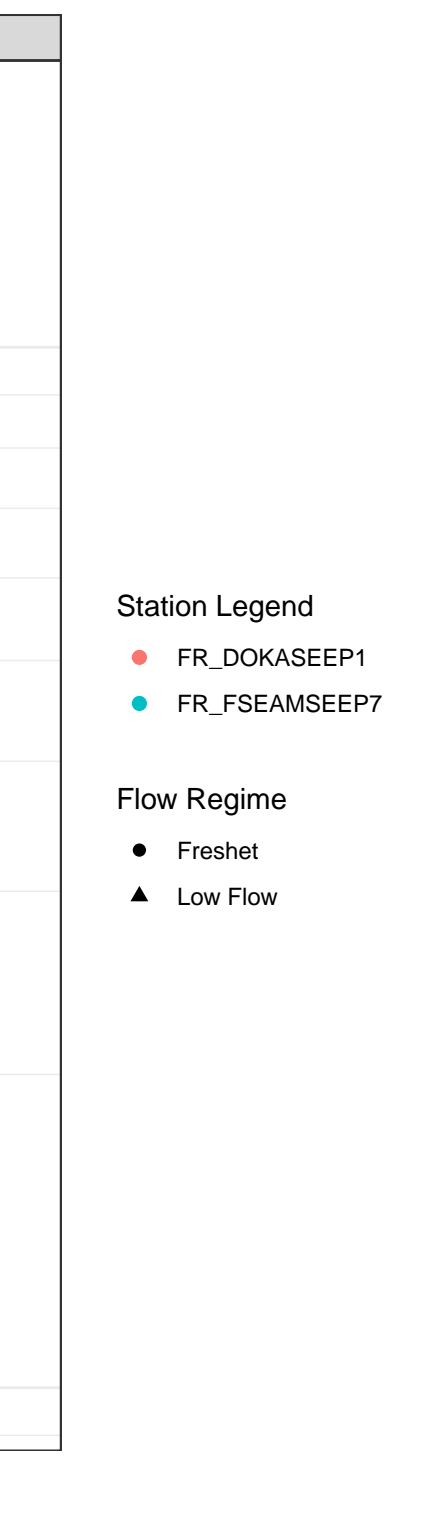 Station Legend
FR_DOKASEEP1
FR_FSEAMSEEP7
Flow Regime
Freshet
Low Flow